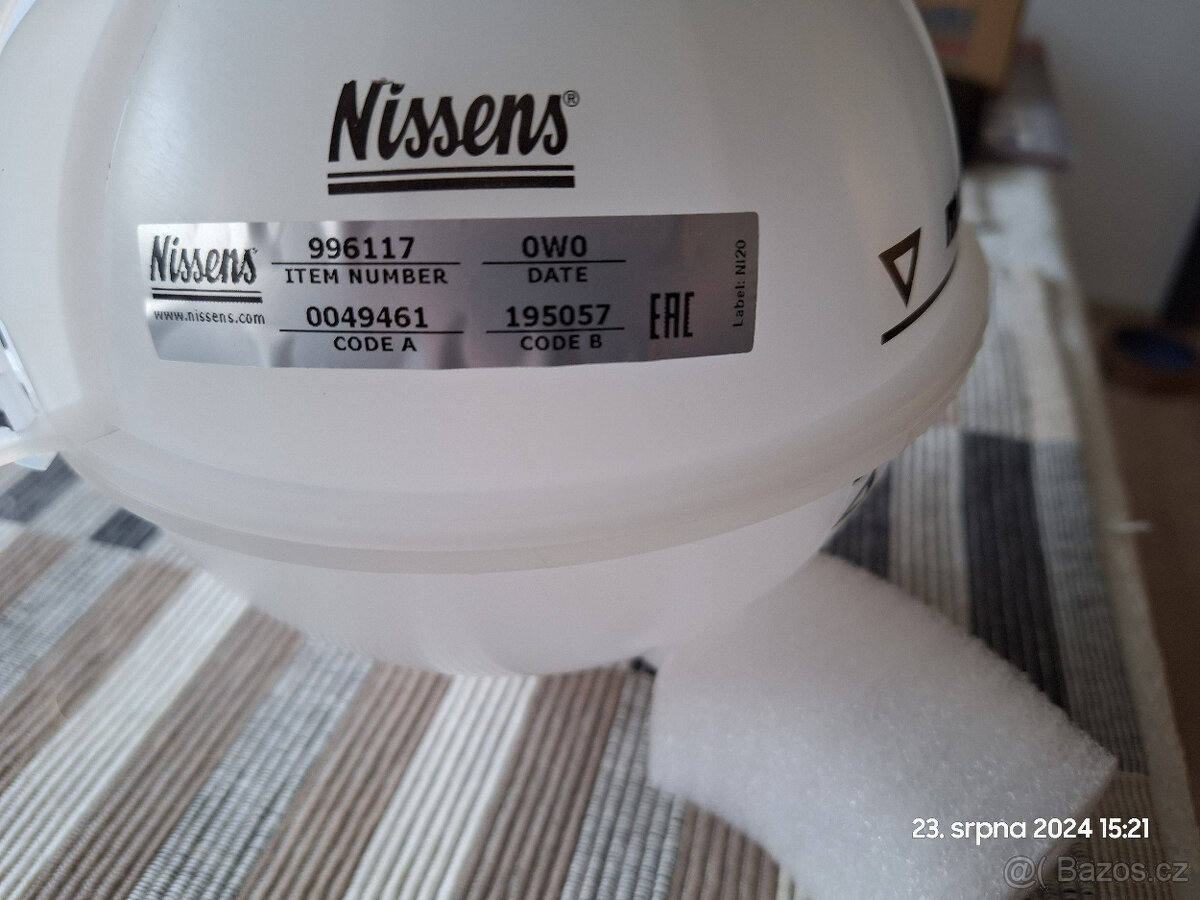 Nissens®
Nissens
www.nissens.com
996117
ITEM NUMBER
0W0
DATE
0049461
CODE A
195057
CODE B
EAC
Label: NI20
23. srpna 2024 15:21
@( Bazos.cz